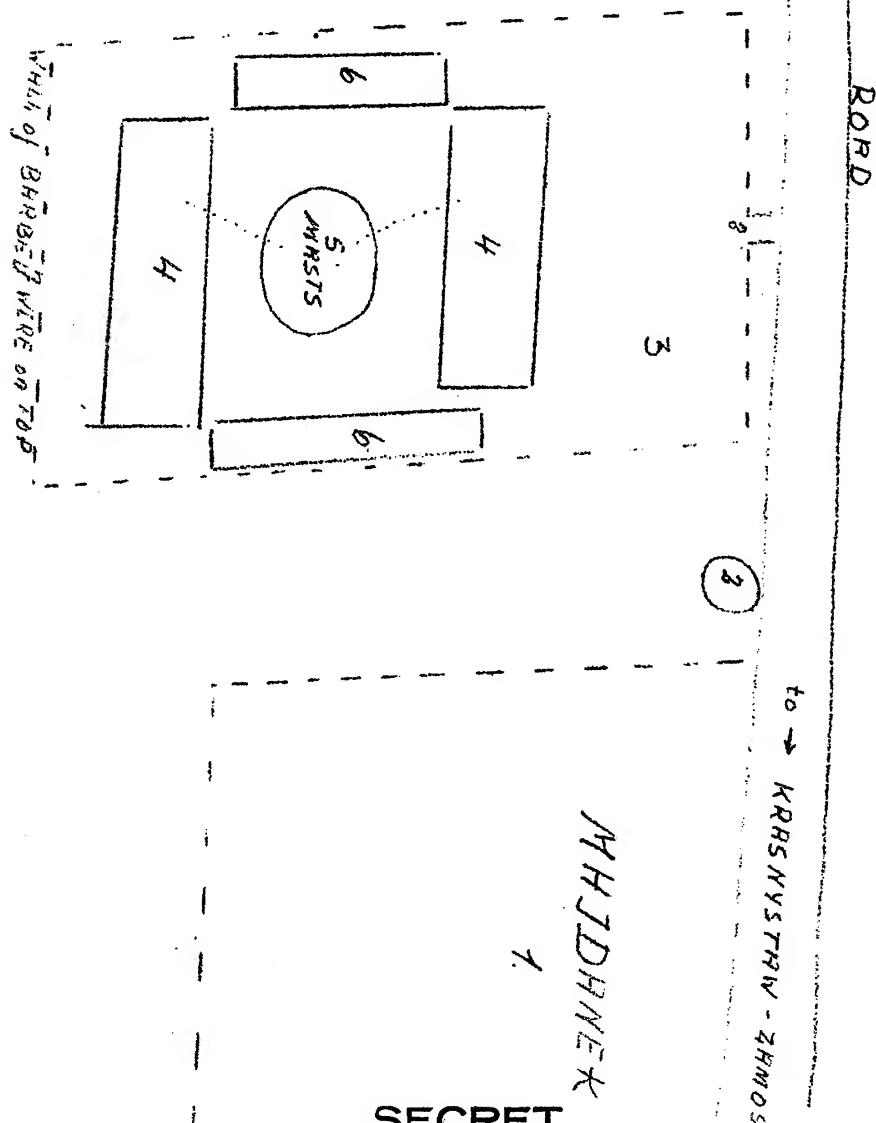 ROAD
to → KRASNYSTAW - ZAMOS
8
3
2
MAJDANEK
1.
6
4
5.
MASTS
4
6
WALL of BARBED WIRE on TOP
SECRET